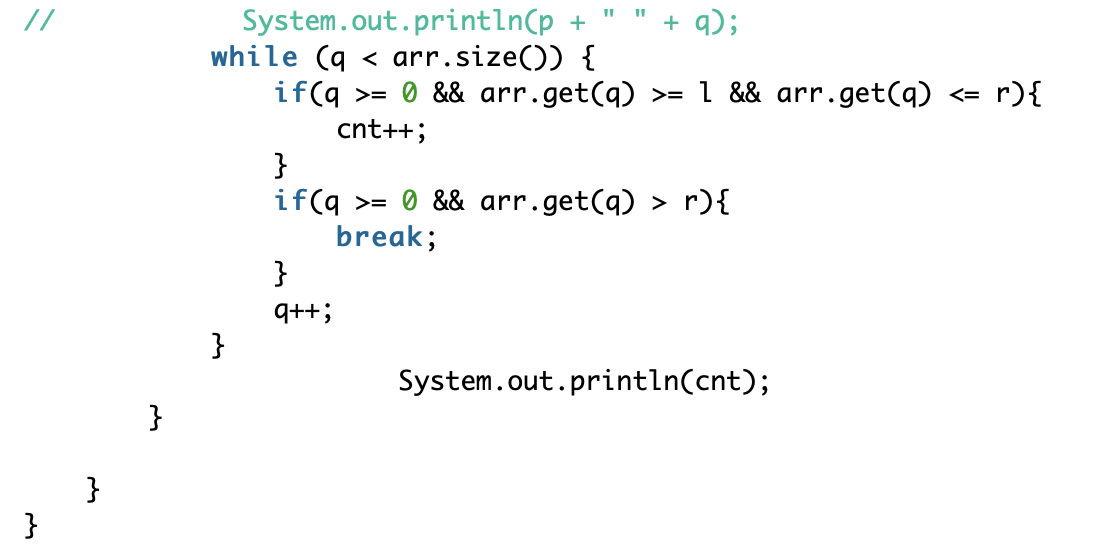 //            System.out.println(p + " " + q);
            while (q < arr.size()) {
                if(q >= 0 && arr.get(q) >= l && arr.get(q) <= r){
                    cnt++;
                }
                if(q >= 0 && arr.get(q) > r){
                    break;
                }
                q++;
            }
                        System.out.println(cnt);
        }

    }
}